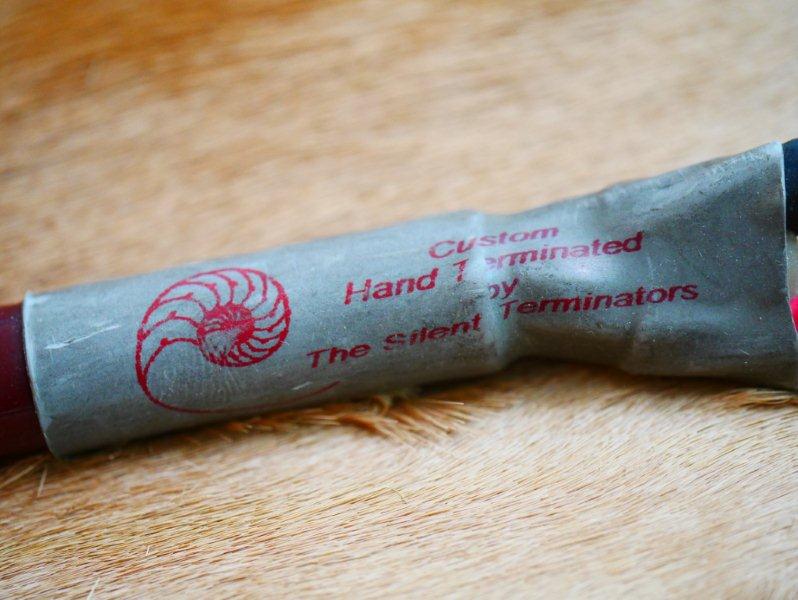 Custom
Hand Terminated
by
The Silent Terminators